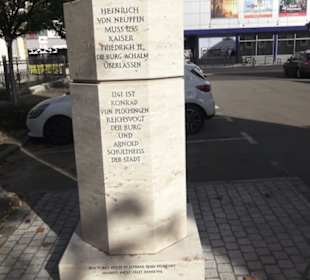 HEINRICH
VON NEUFFEN
MUSS 1235
KAISER
FRIEDRICH II.
DIE BURG ACHALM
ÜBERLASSEN
1261 IST
KONRAD
VON PLOCHINGEN
REICHSVOGT
DER BURG
UND
ARNOLD
SCHULTHEISS
DER STADT